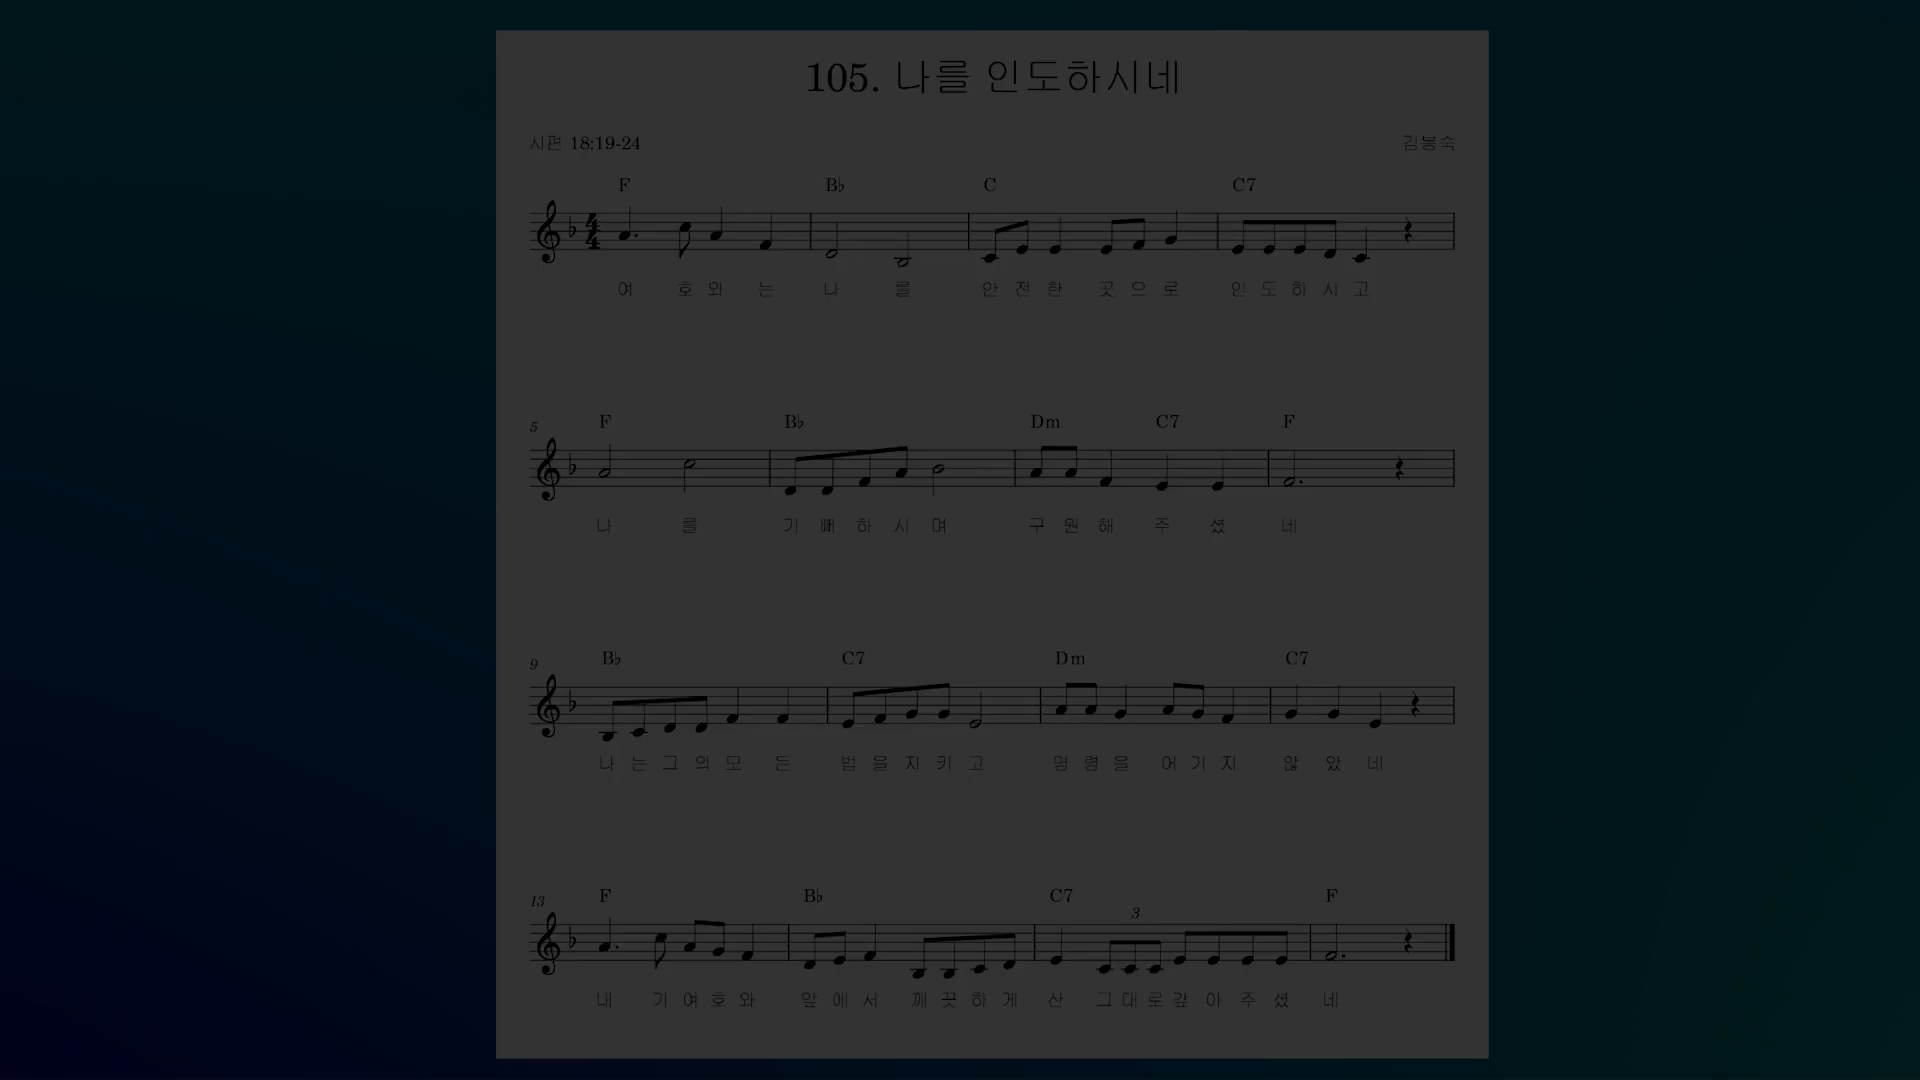 105. 나를 인도하시네
시편 18:19-24 김봉숙
F B♭ C C7
4/4
여 호 와 는 나 를 안 전 한 곳 으 로 인 도 하 시 고
5 F B♭ Dm C7 F
나 를 기 뻐 하 시 며 구 원 해 주 셨 네
9 B♭ C7 Dm C7
나 는 그 의 모 든 법 을 지 키 고 명 령 을 어 기 지 않 았 네
13 F B♭ C7 F
3
내 가 여 호 와 앞 에 서 깨 끗 하 게 산 그 대 로 갚 아 주 셨 네